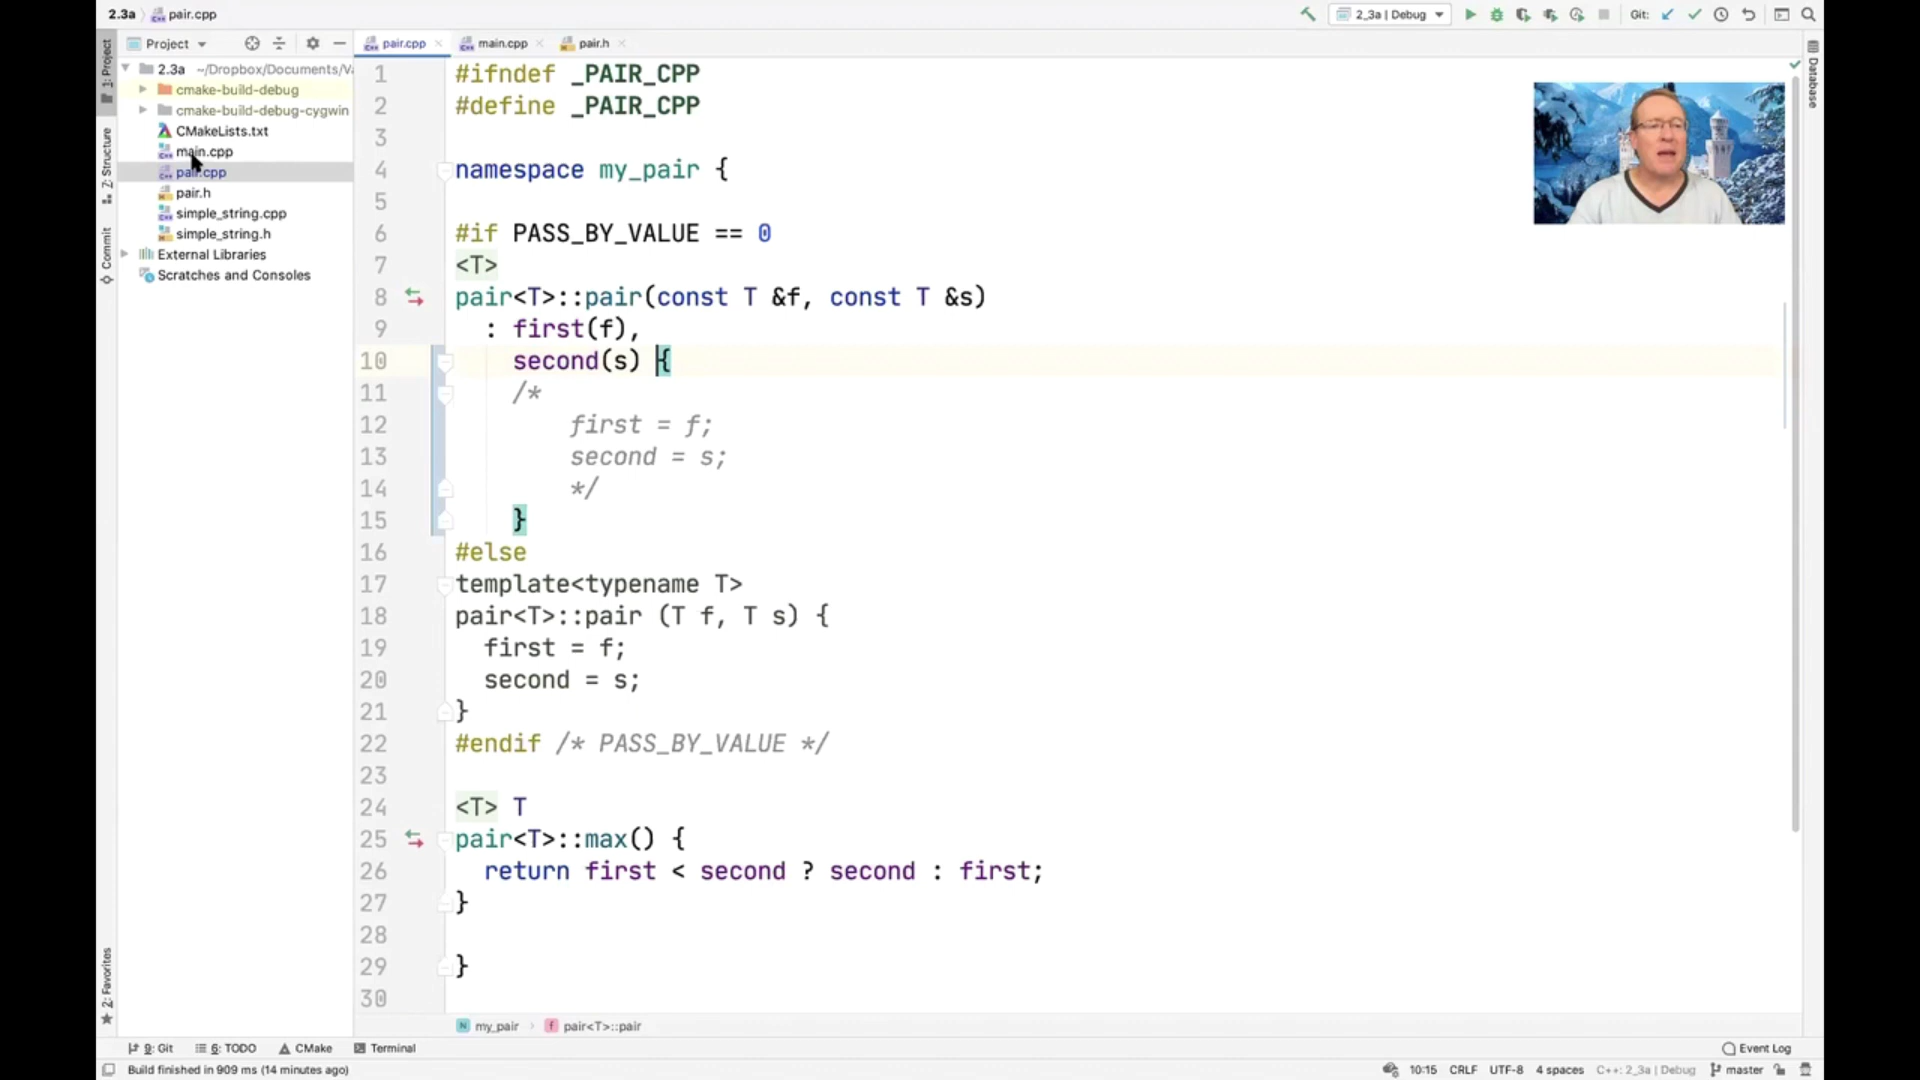 2.3a pair.cpp
2_3a | Debug
Git:
1: Project
Z: Structure
Commit
2: Favorites
Project
2.3a ~/Dropbox/Documents/Va
cmake-build-debug
cmake-build-debug-cygwin
CMakeLists.txt
main.cpp
pair.cpp
pair.h
simple_string.cpp
simple_string.h
External Libraries
Scratches and Consoles
pair.cpp main.cpp pair.h
Database
1 #ifndef _PAIR_CPP
2 #define _PAIR_CPP
3
4 namespace my_pair {
5
6 #if PASS_BY_VALUE == 0
7 <T>
8 pair<T>::pair(const T &f, const T &s)
9 : first(f),
10 second(s) {
11 /*
12 first = f;
13 second = s;
14 */
15 }
16 #else
17 template<typename T>
18 pair<T>::pair (T f, T s) {
19 first = f;
20 second = s;
21 }
22 #endif /* PASS_BY_VALUE */
23
24 <T> T
25 pair<T>::max() {
26 return first < second ? second : first;
27 }
28
29 }
30
my_pair pair<T>::pair
9: Git 6: TODO CMake Terminal Event Log
Build finished in 909 ms (14 minutes ago) 10:15 CRLF UTF-8 4 spaces C++: 2_3a | Debug master